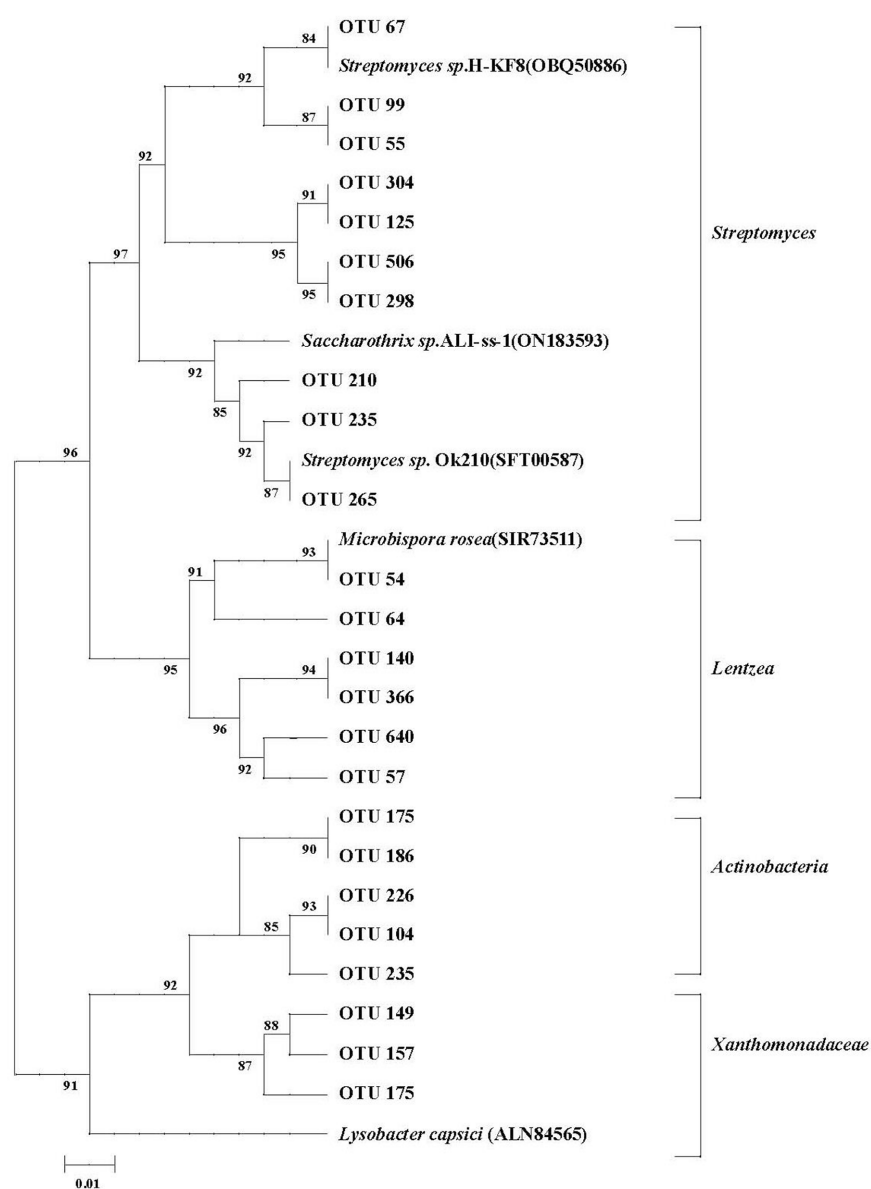 OTU 67
84
Streptomyces sp.H-KF8(OBQ50886)
92
OTU 99
87
OTU 55
92
OTU 304
91
OTU 125
Streptomyces
95
97
OTU 506
95
OTU 298
Saccharothrix sp.ALI-ss-1(ON183593)
92
OTU 210
85
OTU 235
92
96
Streptomyces sp. Ok210(SFT00587)
87
OTU 265
Microbispora rosea(SIR73511)
93
91
OTU 54
OTU 64
95
OTU 140
94
Lentzea
OTU 366
96
OTU 640
92
OTU 57
OTU 175
90
OTU 186
Actinobacteria
OTU 226
93
85
OTU 104
OTU 235
92
OTU 149
88
OTU 157
Xanthomonadaceae
87
91
OTU 175
Lysobacter capsici (ALN84565)
0.01